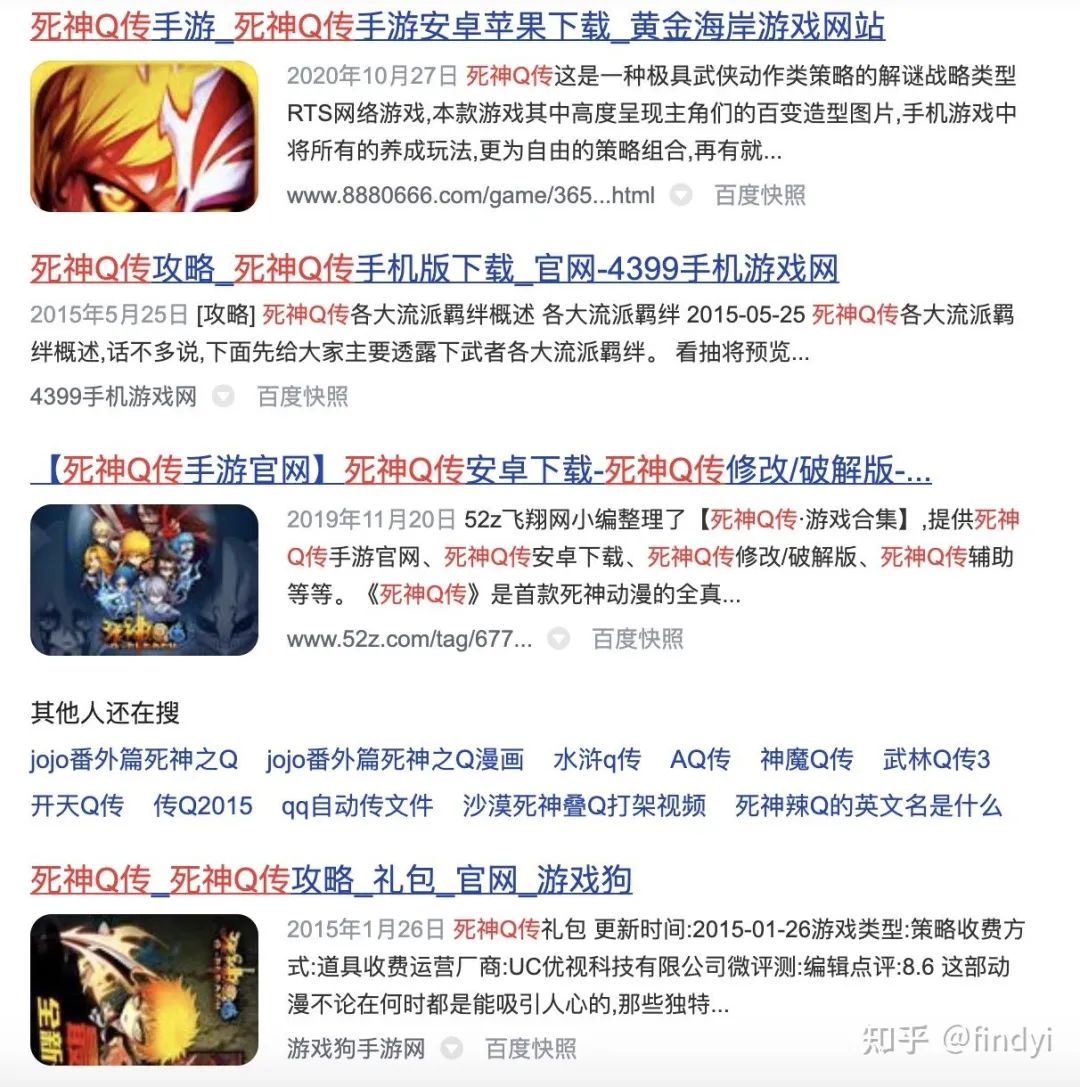 死神Q传手游_死神Q传手游安卓苹果下载_黄金海岸游戏网站
2020年10月27日 死神Q传这是一种极具武侠动作类策略的解谜战略类型
RTS网络游戏,本款游戏其中高度呈现主角们的百变造型图片,手机游戏中
将所有的养成玩法,更为自由的策略组合,再有就...
www.8880666.com/game/365...html 百度快照
死神Q传攻略_死神Q传手机版下载_官网-4399手机游戏网
2015年5月25日 [攻略] 死神Q传各大流派羁绊概述 各大流派羁绊 2015-05-25 死神Q传各大流派羁
绊概述,话不多说,下面先给大家主要透露下武者各大流派羁绊。 看抽将预览...
4399手机游戏网 百度快照
【死神Q传手游官网】死神Q传安卓下载-死神Q传修改/破解版-...
2019年11月20日 52z飞翔网小编整理了【死神Q传·游戏合集】,提供死神
Q传手游官网、死神Q传安卓下载、死神Q传修改/破解版、死神Q传辅助
等等。《死神Q传》是首款死神动漫的全真...
死神Q传
www.52z.com/tag/677... 百度快照
其他人还在搜
jojo番外篇死神之Q jojo番外篇死神之Q漫画 水浒q传 AQ传 神魔Q传 武林Q传3
开天Q传 传Q2015 qq自动传文件 沙漠死神叠Q打架视频 死神辣Q的英文名是什么
死神Q传_死神Q传攻略_礼包_官网_游戏狗
2015年1月26日 死神Q传礼包 更新时间:2015-01-26游戏类型:策略收费方
式:道具收费运营厂商:UC优视科技有限公司微评测:编辑点评:8.6 这部动
漫不论在何时都是能吸引人心的,那些独特...
死神Q传
全新
游戏狗手游网 百度快照
知乎 @findyi